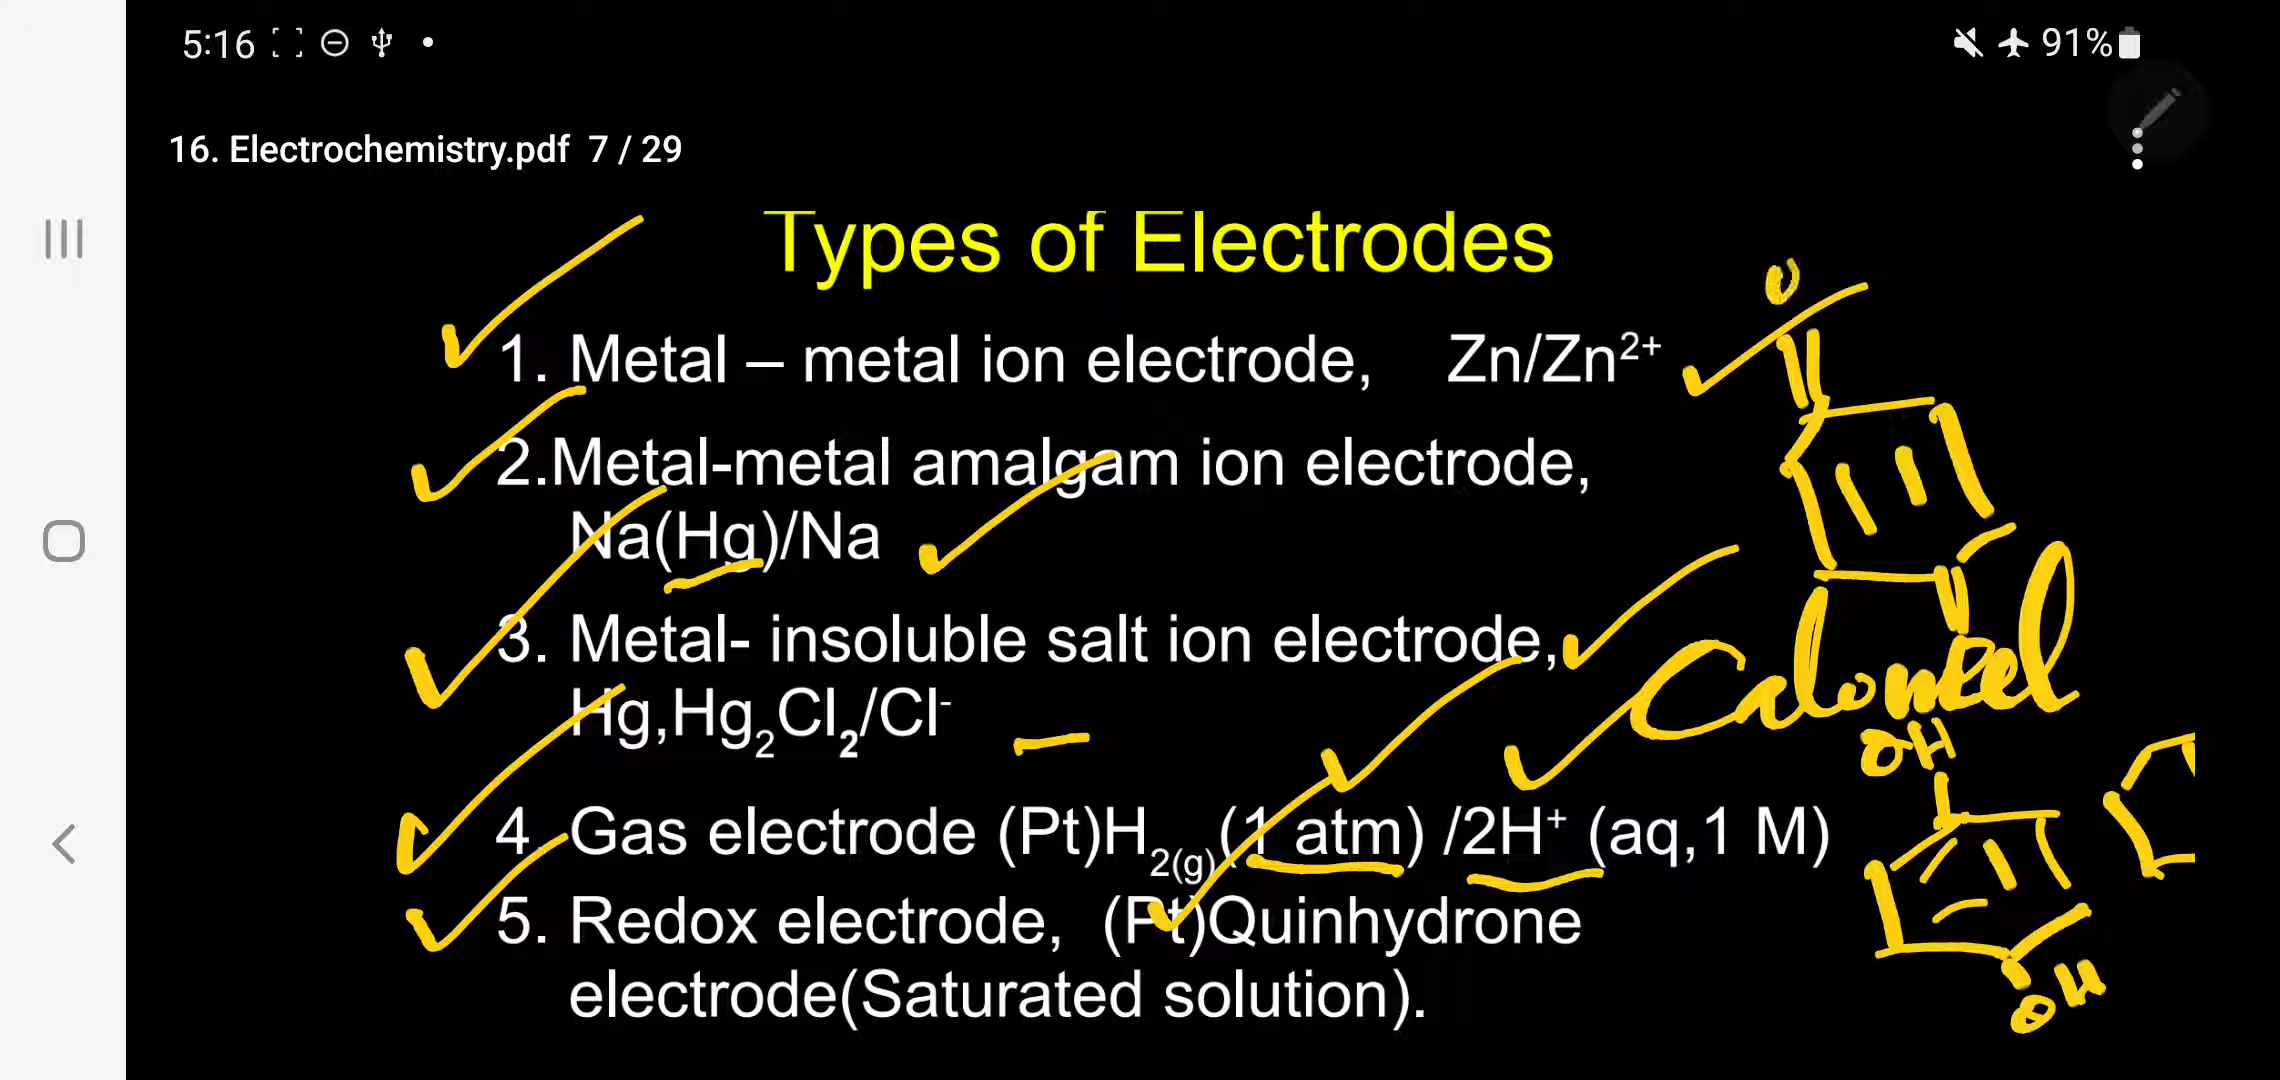 5:16
91%
16. Electrochemistry.pdf 7 / 29
Types of Electrodes
1. Metal – metal ion electrode, Zn/Zn²⁺
2.Metal-metal amalgam ion electrode,
Na(Hg)/Na
3. Metal- insoluble salt ion electrode,
Hg,Hg₂Cl₂/Cl⁻
Calomel
4. Gas electrode (Pt)H₂(g) (1 atm) /2H⁺ (aq,1 M)
5. Redox electrode, (Pt)Quinhydrone
electrode(Saturated solution).
O
OH
OH